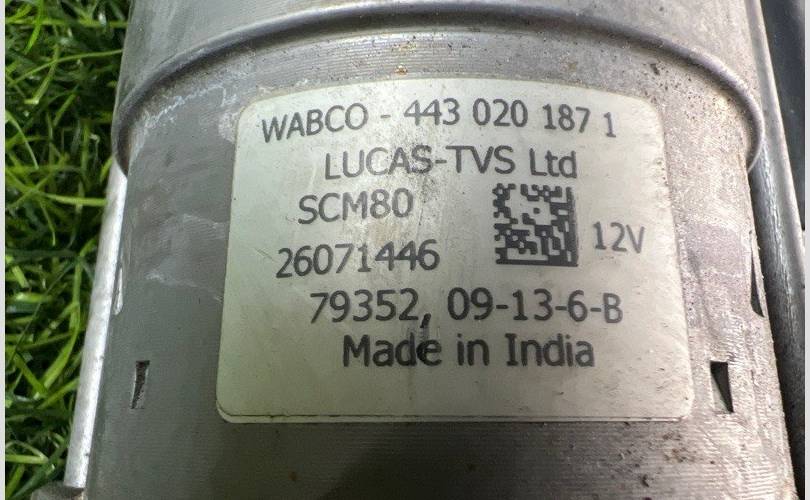 WABCO - 443 020 187 1
LUCAS-TVS Ltd
SCM80
12V
26071446
79352, 09-13-6-B
Made in India